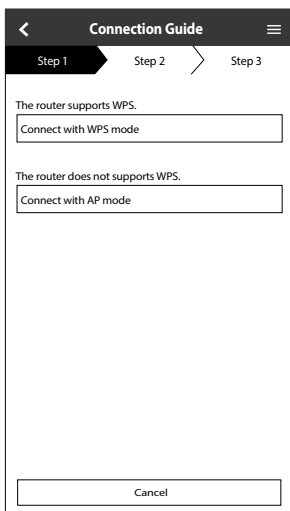 Connection Guide
Step 1 Step 2 Step 3
The router supports WPS.
Connect with WPS mode
The router does not supports WPS.
Connect with AP mode
Cancel